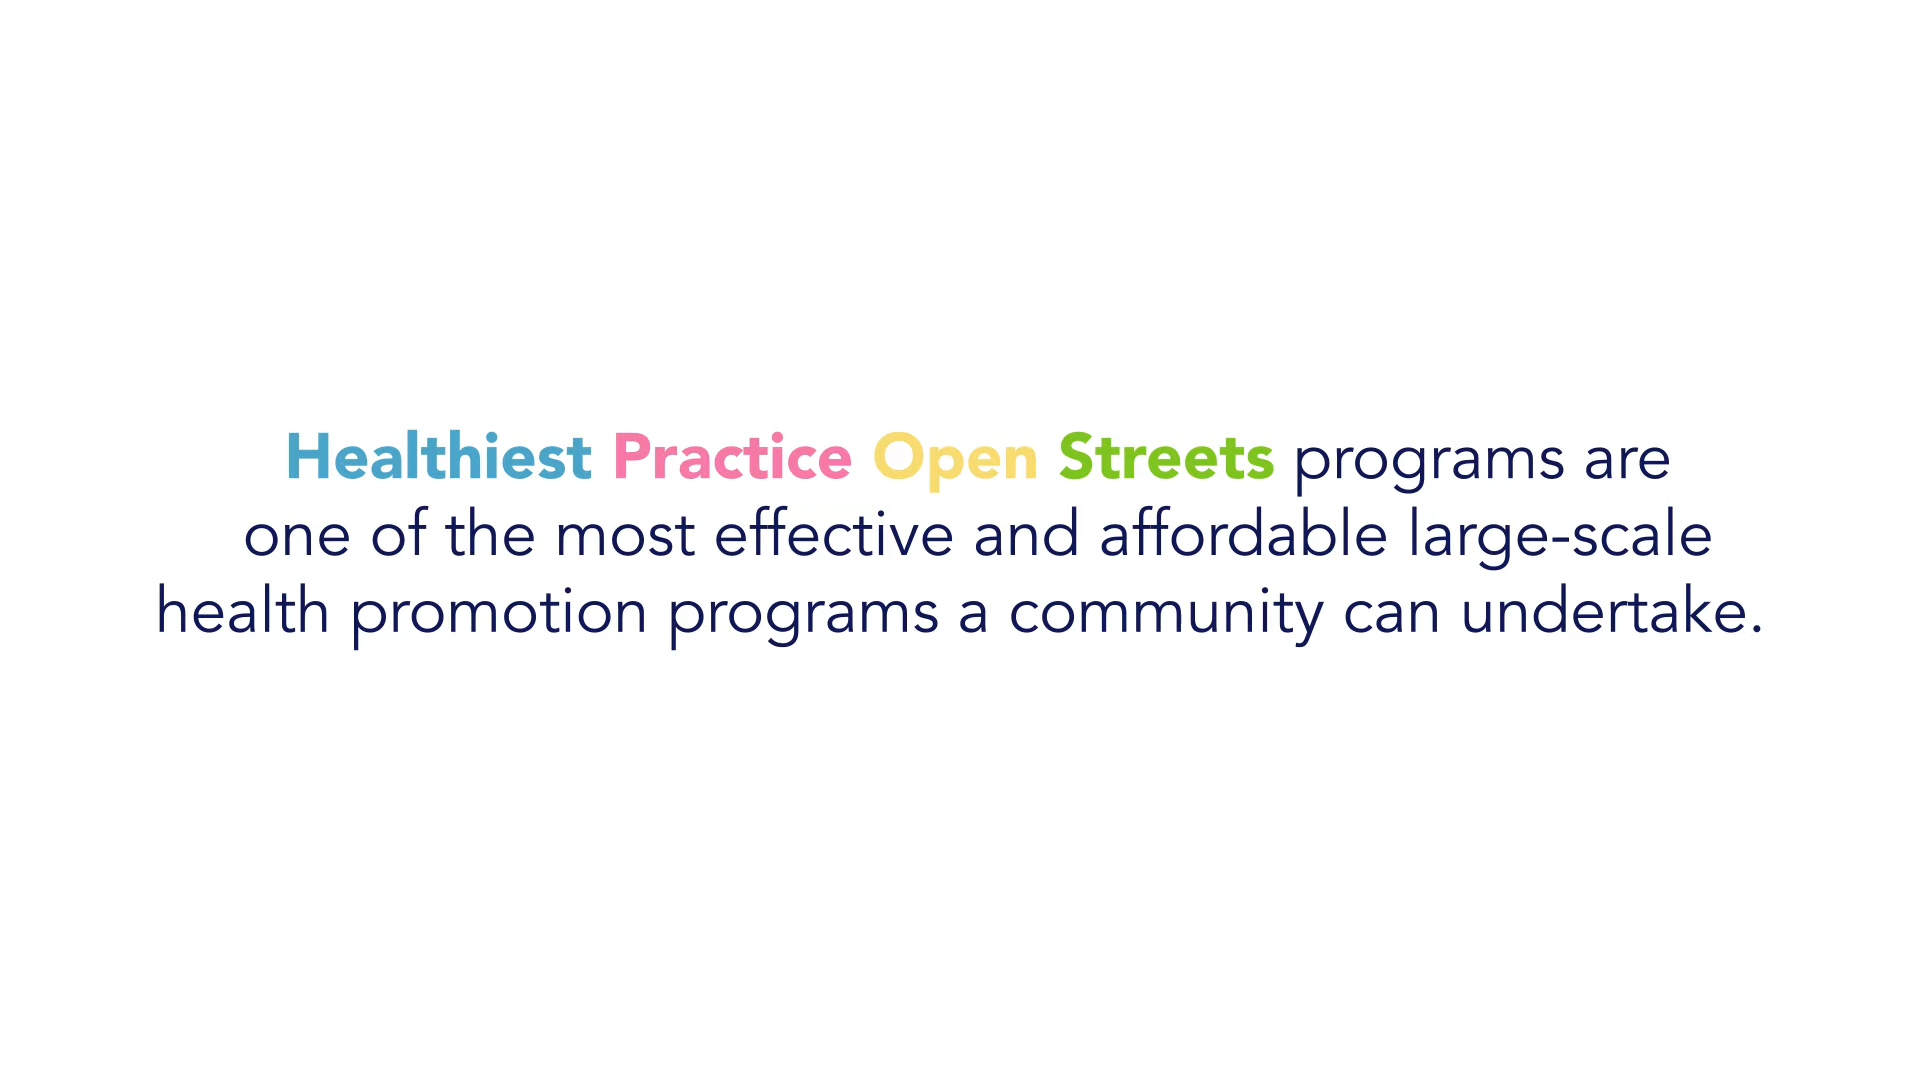 Healthiest Practice Open Streets programs are
one of the most effective and affordable large-scale
health promotion programs a community can undertake.